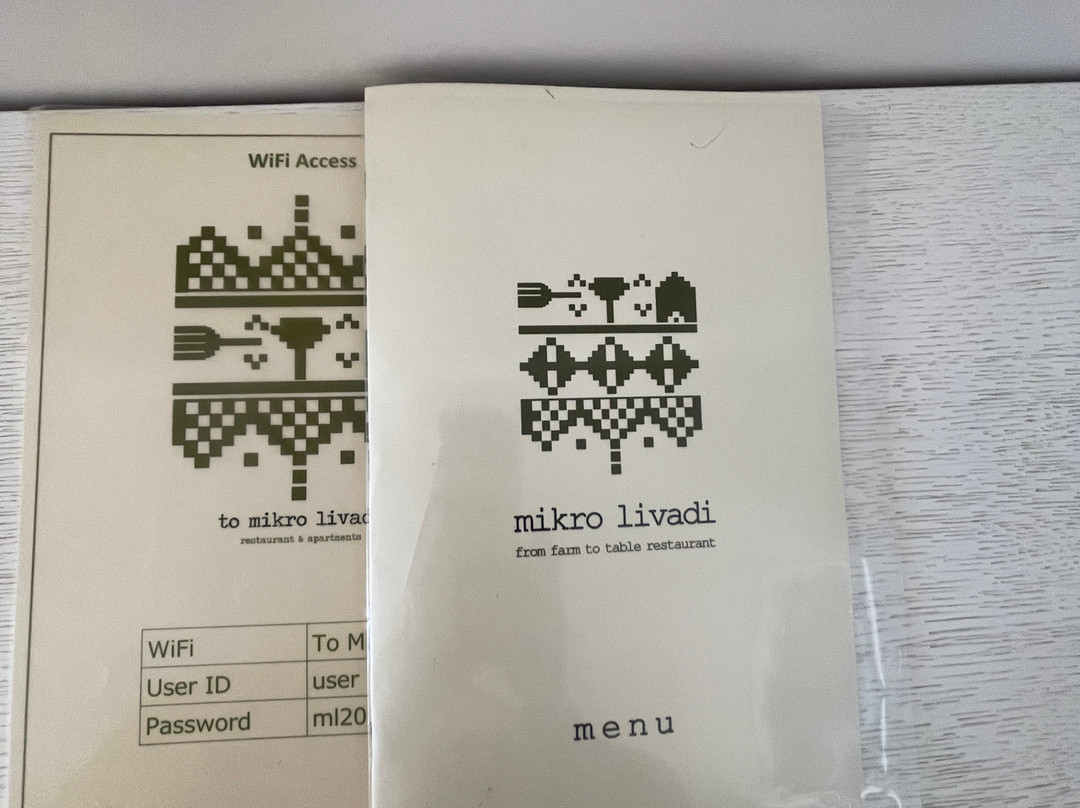 WiFi Access
to mikro livad
restaurant & apartments
WiFi To M
User ID user
Password ml20
mikro livadi
from farm to table restaurant
menu